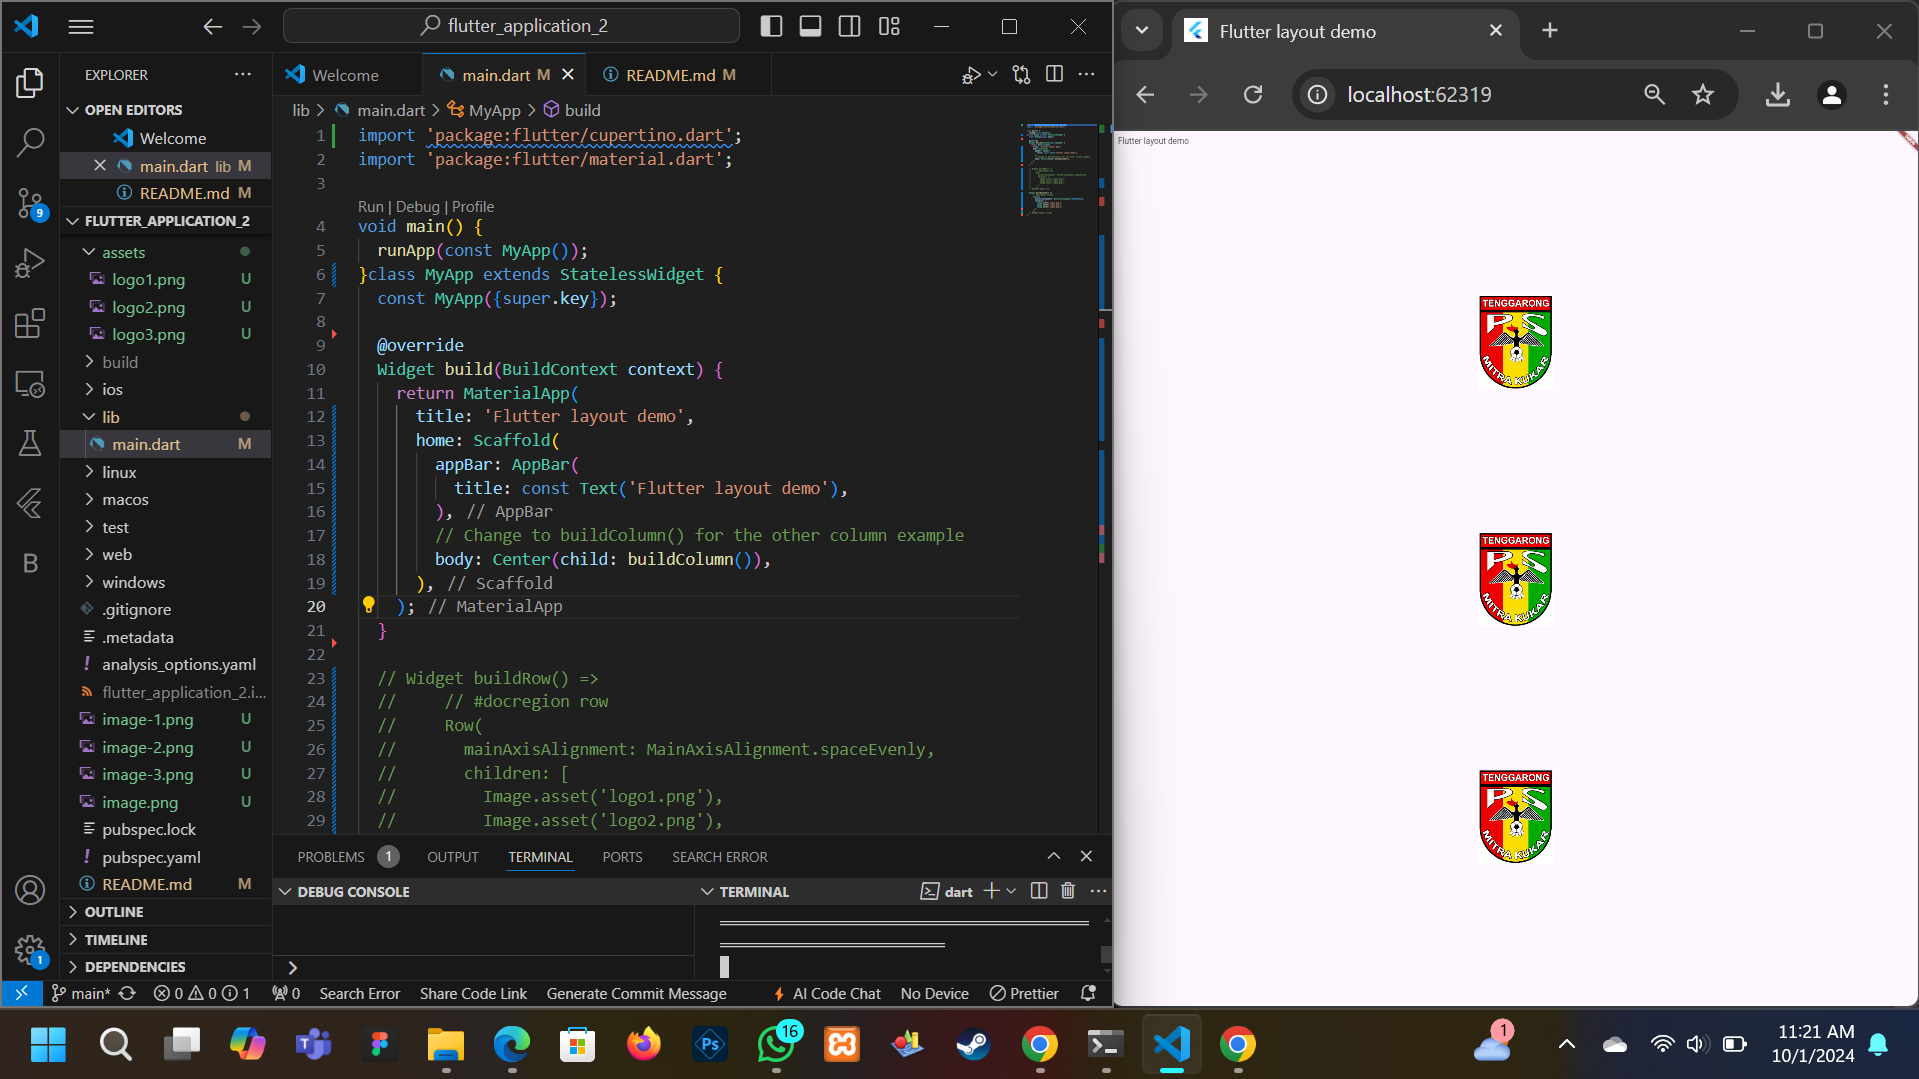 flutter_application_2
EXPLORER
OPEN EDITORS
Welcome
main.dart lib M
README.md M
FLUTTER_APPLICATION_2
assets
logo1.png U
logo2.png U
logo3.png U
build
ios
lib
main.dart M
linux
macos
test
web
windows
.gitignore
.metadata
analysis_options.yaml
flutter_application_2.i...
image-1.png U
image-2.png U
image-3.png U
image.png U
pubspec.lock
pubspec.yaml
README.md M
OUTLINE
TIMELINE
DEPENDENCIES
9
B
1
Welcome
main.dart M
README.md M
lib > main.dart > MyApp > build
1 import 'package:flutter/cupertino.dart';
2 import 'package:flutter/material.dart';
3
Run | Debug | Profile
4 void main() {
5 runApp(const MyApp());
6 }class MyApp extends StatelessWidget {
7 const MyApp({super.key});
8
9 @override
10 Widget build(BuildContext context) {
11 return MaterialApp(
12 title: 'Flutter layout demo',
13 home: Scaffold(
14 appBar: AppBar(
15 title: const Text('Flutter layout demo'),
16 ), // AppBar
17 // Change to buildColumn() for the other column example
18 body: Center(child: buildColumn()),
19 ), // Scaffold
20 ); // MaterialApp
21 }
22
23 // Widget buildRow() =>
24 // // #docregion row
25 // Row(
26 // mainAxisAlignment: MainAxisAlignment.spaceEvenly,
27 // children: [
28 // Image.asset('logo1.png'),
29 // Image.asset('logo2.png'),
PROBLEMS 1 OUTPUT TERMINAL PORTS SEARCH ERROR
DEBUG CONSOLE
TERMINAL dart
main* 0 0 1 0 Search Error Share Code Link Generate Commit Message AI Code Chat No Device Prettier
Flutter layout demo
localhost:62319
Flutter layout demo
TENGGARONG
PS
MITRA KUKAR
TENGGARONG
PS
MITRA KUKAR
TENGGARONG
PS
MITRA KUKAR
T
Ps
16
1
11:21 AM
10/1/2024